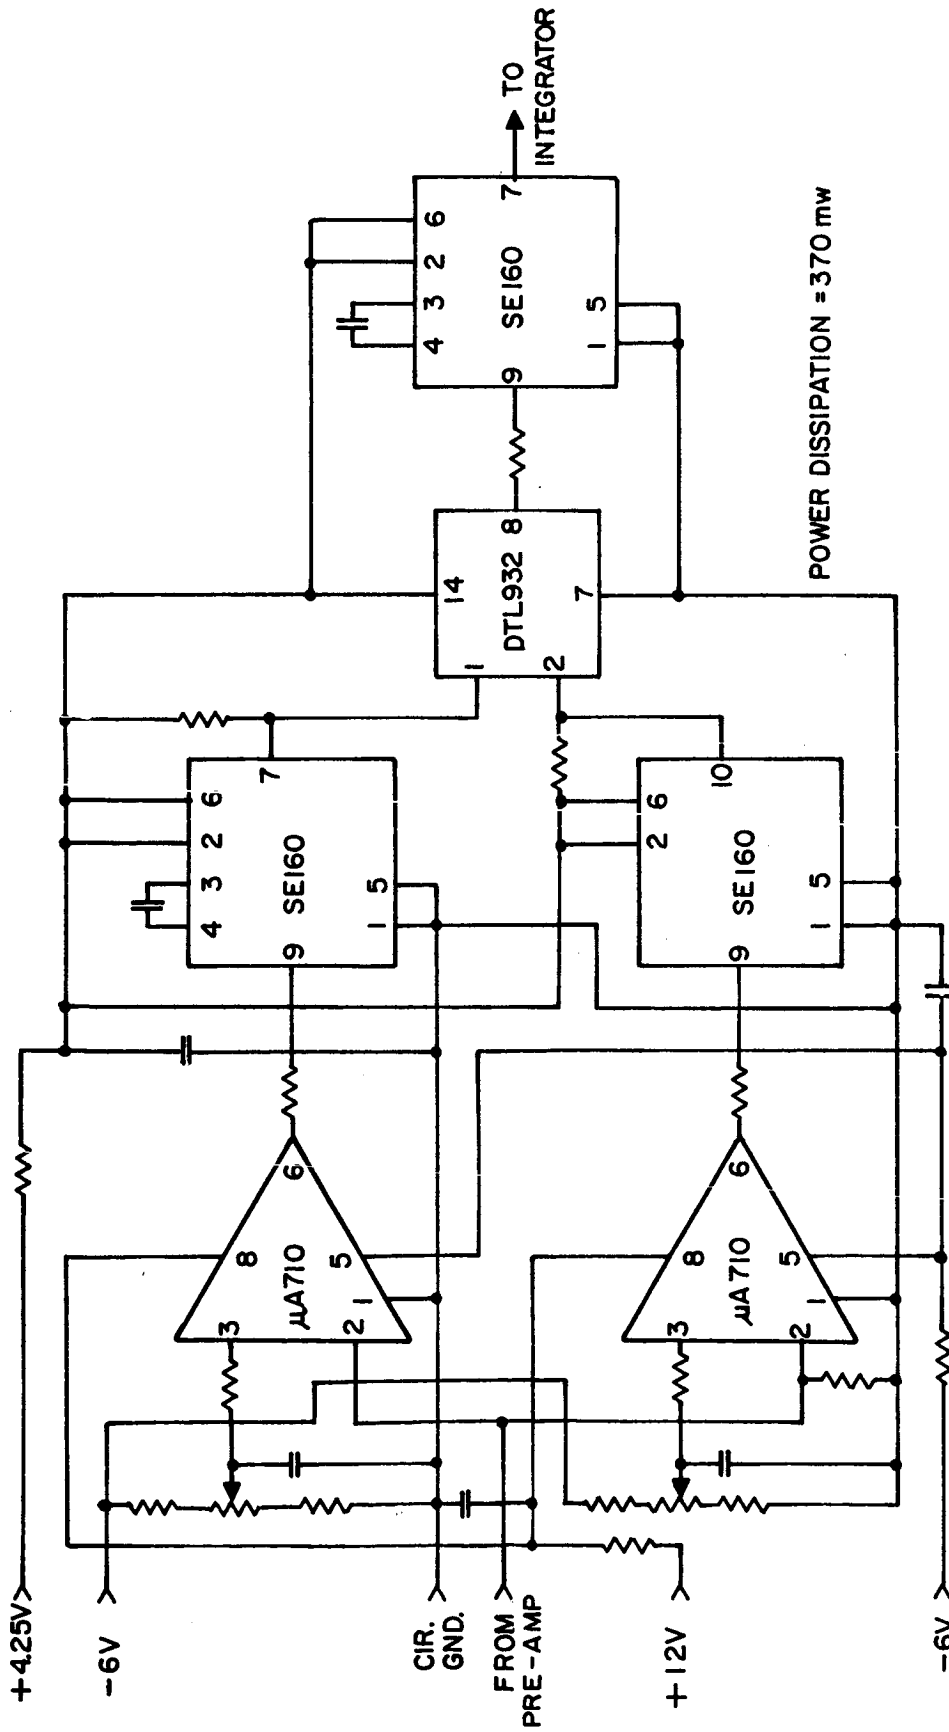 +4.25V
-6V
CIR.
GND.
FROM
PRE-AMP
+12V
-6V
3
2
8
μA710
1
5
6
3
2
8
μA710
1
5
6
9
4
3
2
6
SE160
1
5
7
9
2
6
SE160
1
5
10
1
2
14
DTL932
7
8
9
4
3
2
6
SE160
1
5
7
TO
INTEGRATOR
POWER DISSIPATION = 370 mw